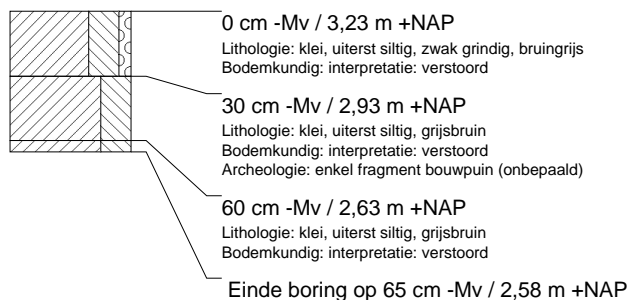 0 cm -Mv / 3,23 m +NAP
Lithologie: klei, uiterst siltig, zwak grindig, bruingrijs
Bodemkundig: interpretatie: verstoord
30 cm -Mv / 2,93 m +NAP
Lithologie: klei, uiterst siltig, grijsbruin
Bodemkundig: interpretatie: verstoord
Archeologie: enkel fragment bouwpuin (onbepaald)
60 cm -Mv / 2,63 m +NAP
Lithologie: klei, uiterst siltig, grijsbruin
Bodemkundig: interpretatie: verstoord
Einde boring op 65 cm -Mv / 2,58 m +NAP